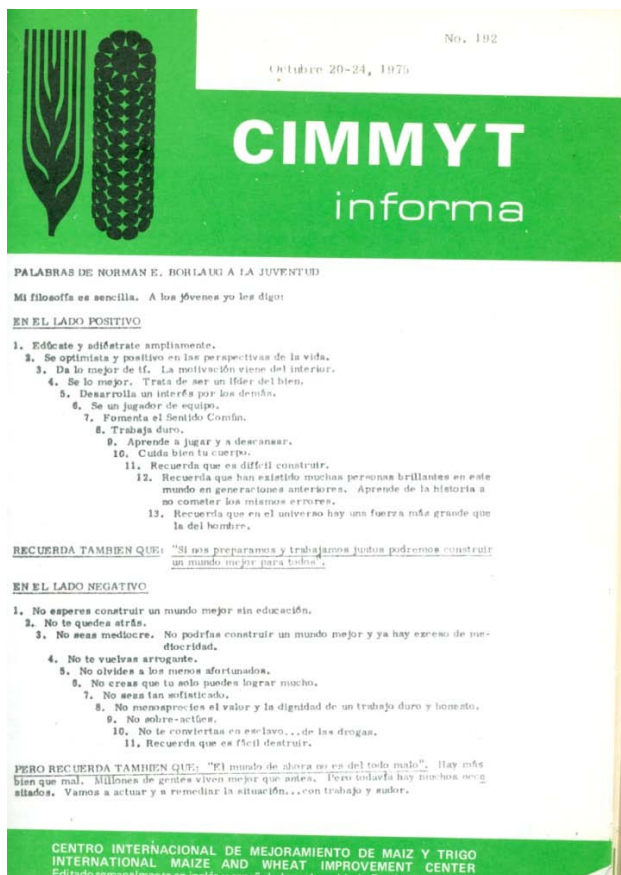 No. 192
Octubre 20-24, 1975
CIMMYT
informa
PALABRAS DE NORMAN E. BORLAUG A LA JUVENTUD
Mi filosofía es sencilla. A los jóvenes yo les digo:
EN EL LADO POSITIVO
1. Edúcate y adiéstrate ampliamente.
2. Se optimista y positivo en las perspectivas de la vida.
3. Da lo mejor de tí. La motivación viene del interior.
4. Se lo mejor. Trata de ser un líder del bien.
5. Desarrolla un interés por los demás.
6. Se un jugador de equipo.
7. Fomenta el Sentido Común.
8. Trabaja duro.
9. Aprende a jugar y a descansar.
10. Cuida bien tu cuerpo.
11. Recuerda que es difícil construir.
12. Recuerda que han existido muchas personas brillantes en este
mundo en generaciones anteriores. Aprende de la historia a
no cometer los mismos errores.
13. Recuerda que en el universo hay una fuerza más grande que
la del hombre.
RECUERDA TAMBIEN QUE: "Si nos preparamos y trabajamos juntos podremos construir
un mundo mejor para todos".
EN EL LADO NEGATIVO
1. No esperes construir un mundo mejor sin educación.
2. No te quedes atrás.
3. No seas mediocre. No podrías construir un mundo mejor y ya hay exceso de me-
diocridad.
4. No te vuelvas arrogante.
5. No olvides a los menos afortunados.
6. No creas que tu solo puedes lograr mucho.
7. No seas tan sofisticado.
8. No menosprecies el valor y la dignidad de un trabajo duro y honesto.
9. No sobre-actúes.
10. No te conviertas en esclavo...de las drogas.
11. Recuerda que es fácil destruir.
PERO RECUERDA TAMBIEN QUE: "El mundo de ahora no es del todo malo". Hay más
bien que mal. Millones de gentes viven mejor que antes. Pero todavía hay muchos nece
sitados. Vamos a actuar y a remediar la situación...con trabajo y sudor.
CENTRO INTERNACIONAL DE MEJORAMIENTO DE MAIZ Y TRIGO
INTERNATIONAL MAIZE AND WHEAT IMPROVEMENT CENTER
Editado semanalmente en inglés y español